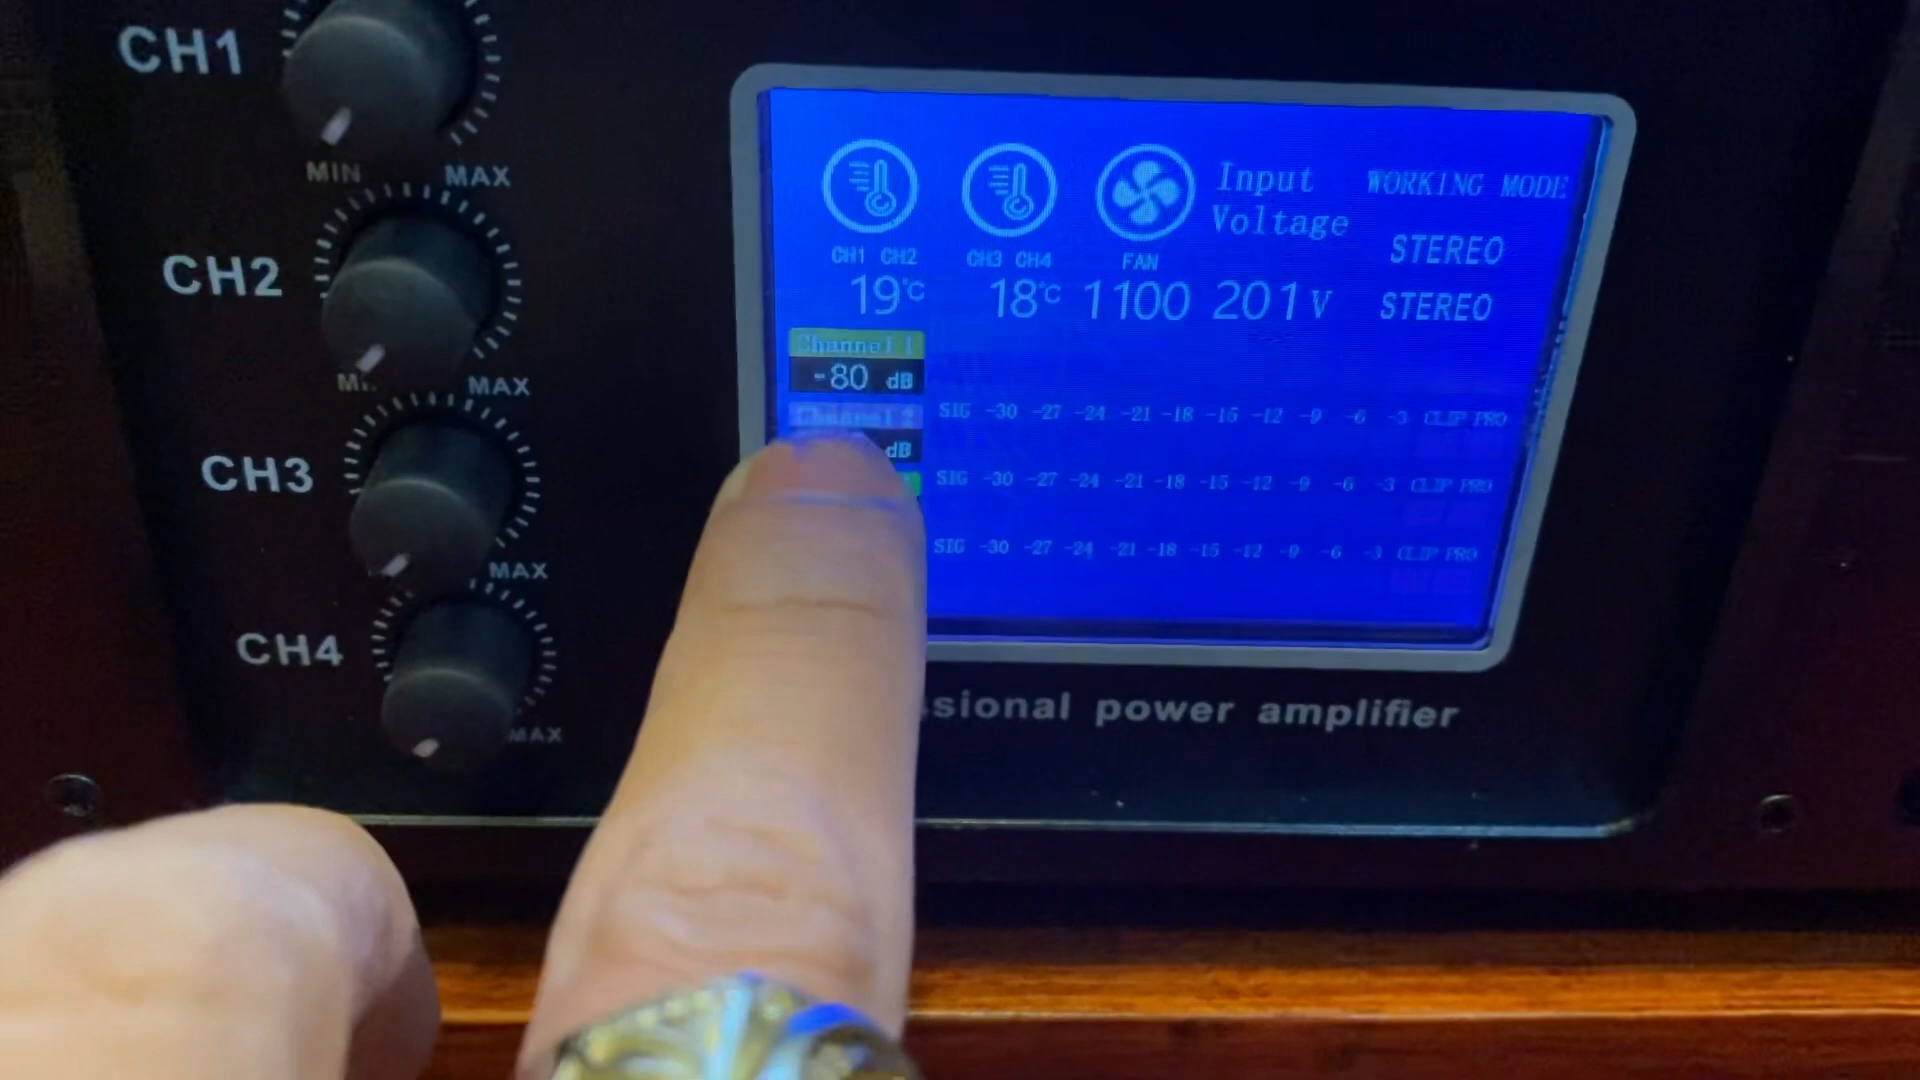 CH1
MIN MAX
CH2
MAX
CH3
MAX
CH4
MAX
Input
Voltage
WORKING MODE
STEREO
STEREO
CH1 CH2
CH3 CH4
FAN
19°C
18°C
1100
201V
Channel 1
-80 dB
Channel 2
dB
SIG -30 -27 -24 -21 -18 -15 -12 -9 -6 -3 CLIP PRO
SIG -30 -27 -24 -21 -18 -15 -12 -9 -6 -3 CLIP PRO
SIG -30 -27 -24 -21 -18 -15 -12 -9 -6 -3 CLIP PRO
power amplifier